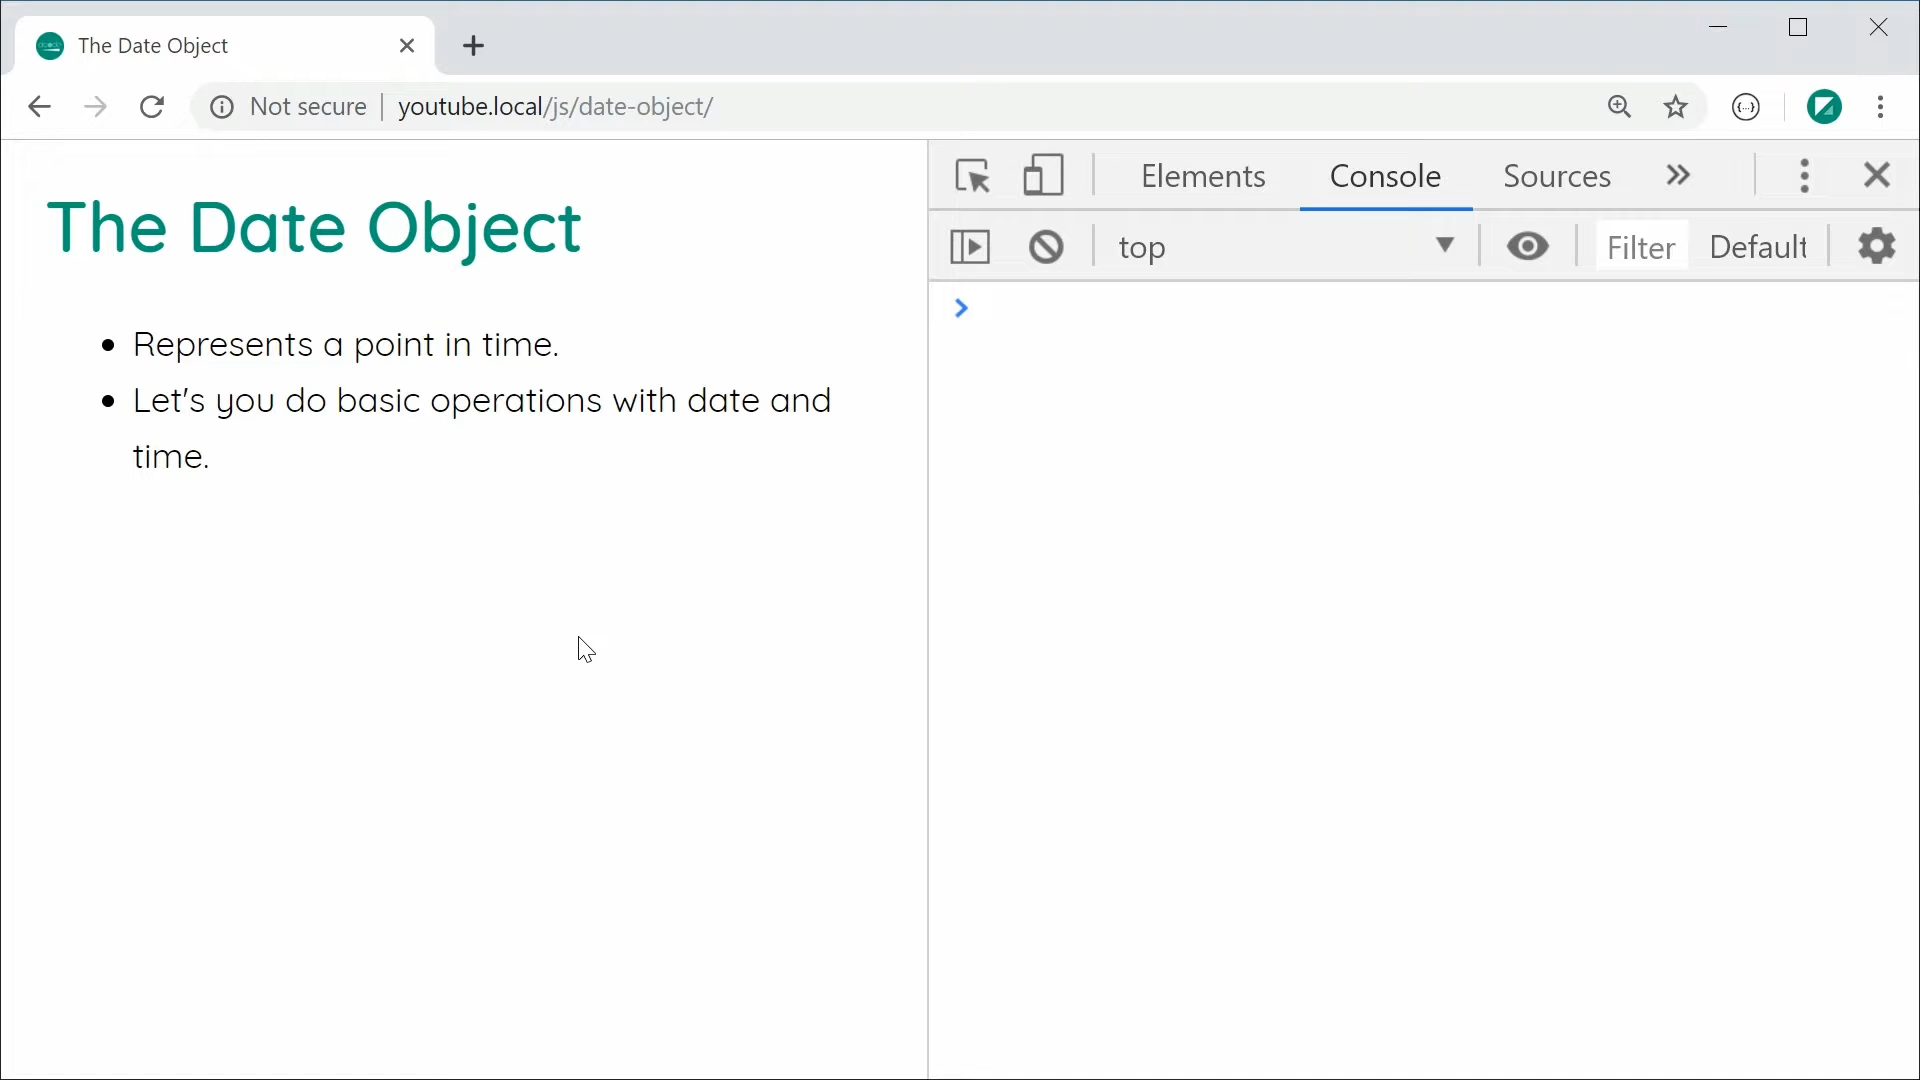 The Date Object
Not secure | youtube.local/js/date-object/
The Date Object
Represents a point in time.
Let's you do basic operations with date and
time.
Elements Console Sources
top Filter Default